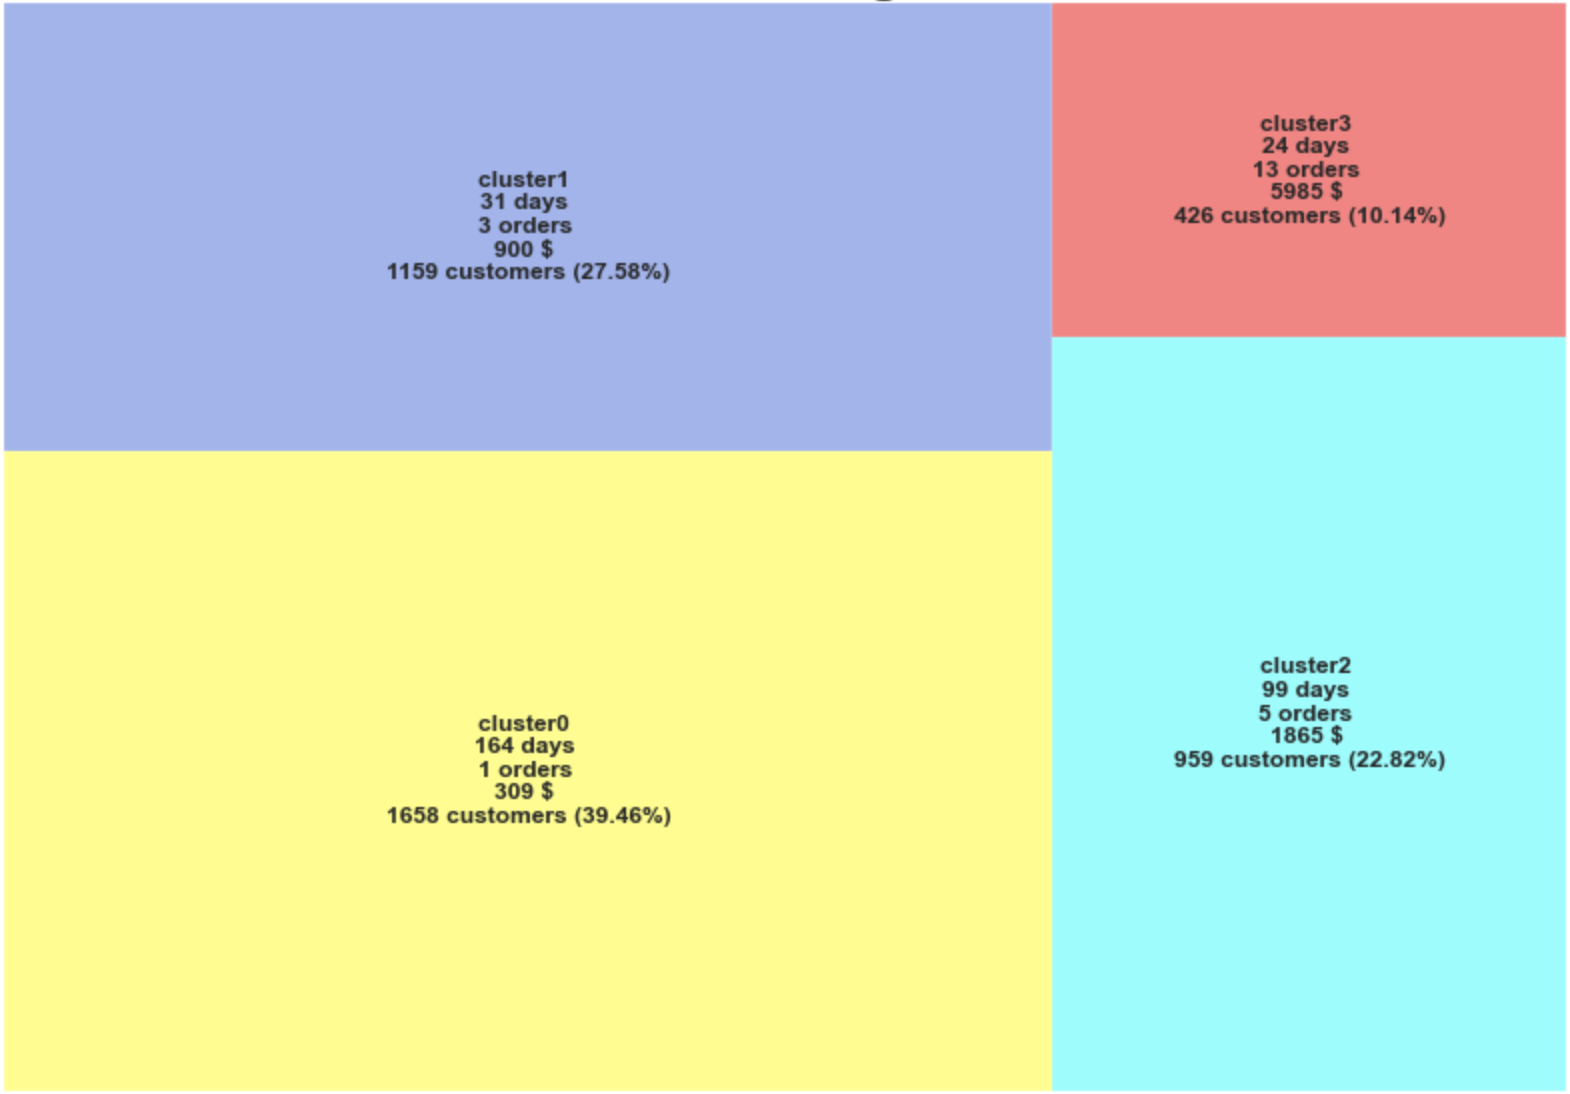 cluster1
31 days
3 orders
900 $
1159 customers (27.58%)
cluster3
24 days
13 orders
5985 $
426 customers (10.14%)
cluster0
164 days
1 orders
309 $
1658 customers (39.46%)
cluster2
99 days
5 orders
1865 $
959 customers (22.82%)